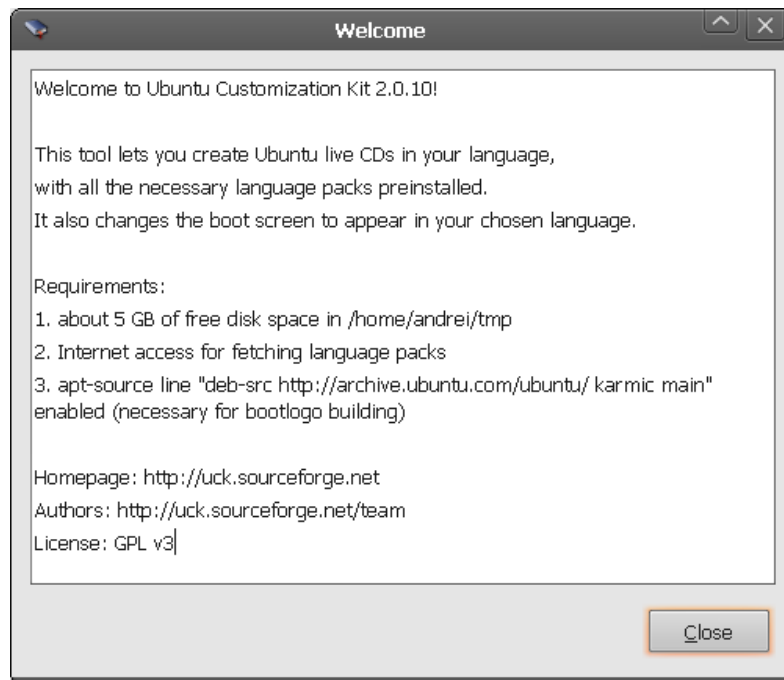 Welcome
Welcome to Ubuntu Customization Kit 2.0.10!
This tool lets you create Ubuntu live CDs in your language,
with all the necessary language packs preinstalled.
It also changes the boot screen to appear in your chosen language.
Requirements:
1. about 5 GB of free disk space in /home/andrei/tmp
2. Internet access for fetching language packs
3. apt-source line "deb-src http://archive.ubuntu.com/ubuntu/ karmic main"
enabled (necessary for bootlogo building)
Homepage: http://uck.sourceforge.net
Authors: http://uck.sourceforge.net/team
License: GPL v3
Close